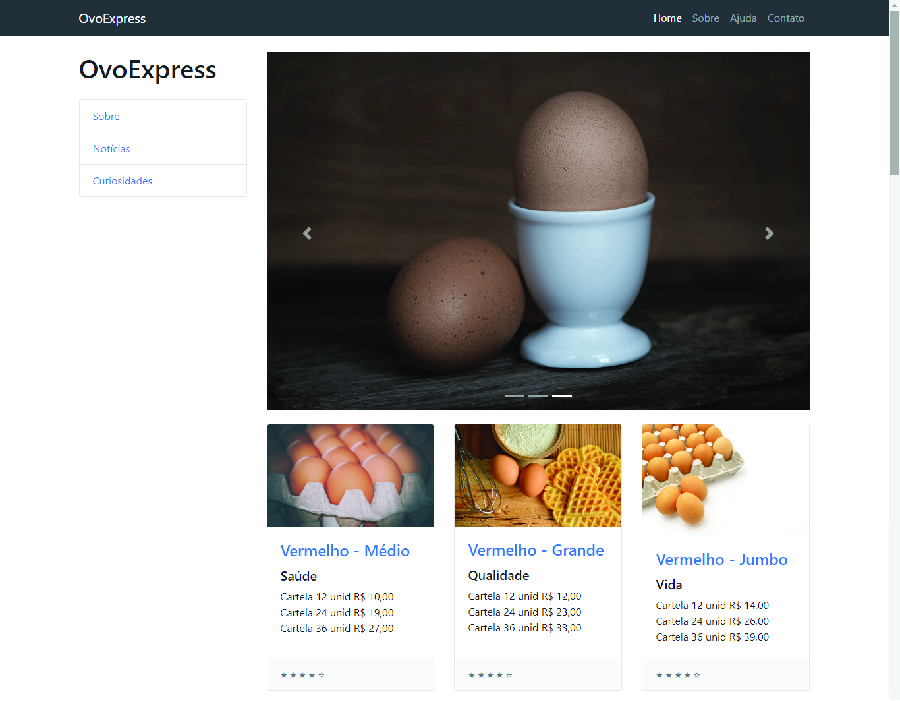 OvoExpress
Home Sobre Ajuda Contato
OvoExpress
Sobre
Notícias
Curiosidades
Vermelho - Médio
Saúde
Cartela 12 unid R$ 10,00
Cartela 24 unid R$ 19,00
Cartela 36 unid R$ 27,00
★ ★ ★ ★ ☆
Vermelho - Grande
Qualidade
Cartela 12 unid R$ 12,00
Cartela 24 unid R$ 23,00
Cartela 36 unid R$ 33,00
★ ★ ★ ★ ☆
Vermelho - Jumbo
Vida
Cartela 12 unid R$ 14,00
Cartela 24 unid R$ 26,00
Cartela 36 unid R$ 39,00
★ ★ ★ ★ ☆